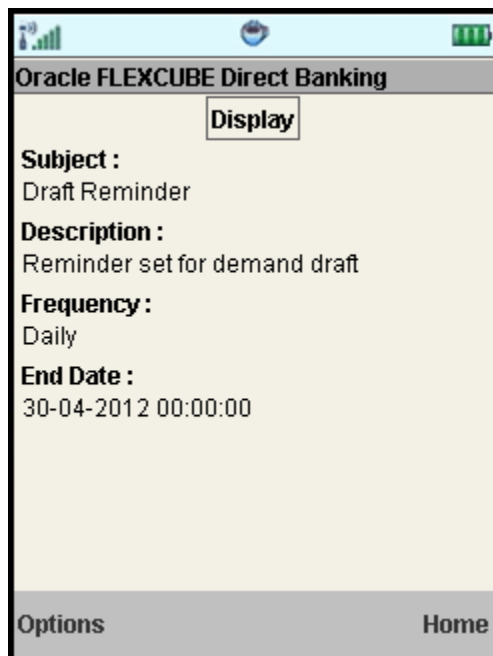 Oracle FLEXCUBE Direct Banking
Display
Subject :
Draft Reminder
Description :
Reminder set for demand draft
Frequency :
Daily
End Date :
30-04-2012 00:00:00
Options Home